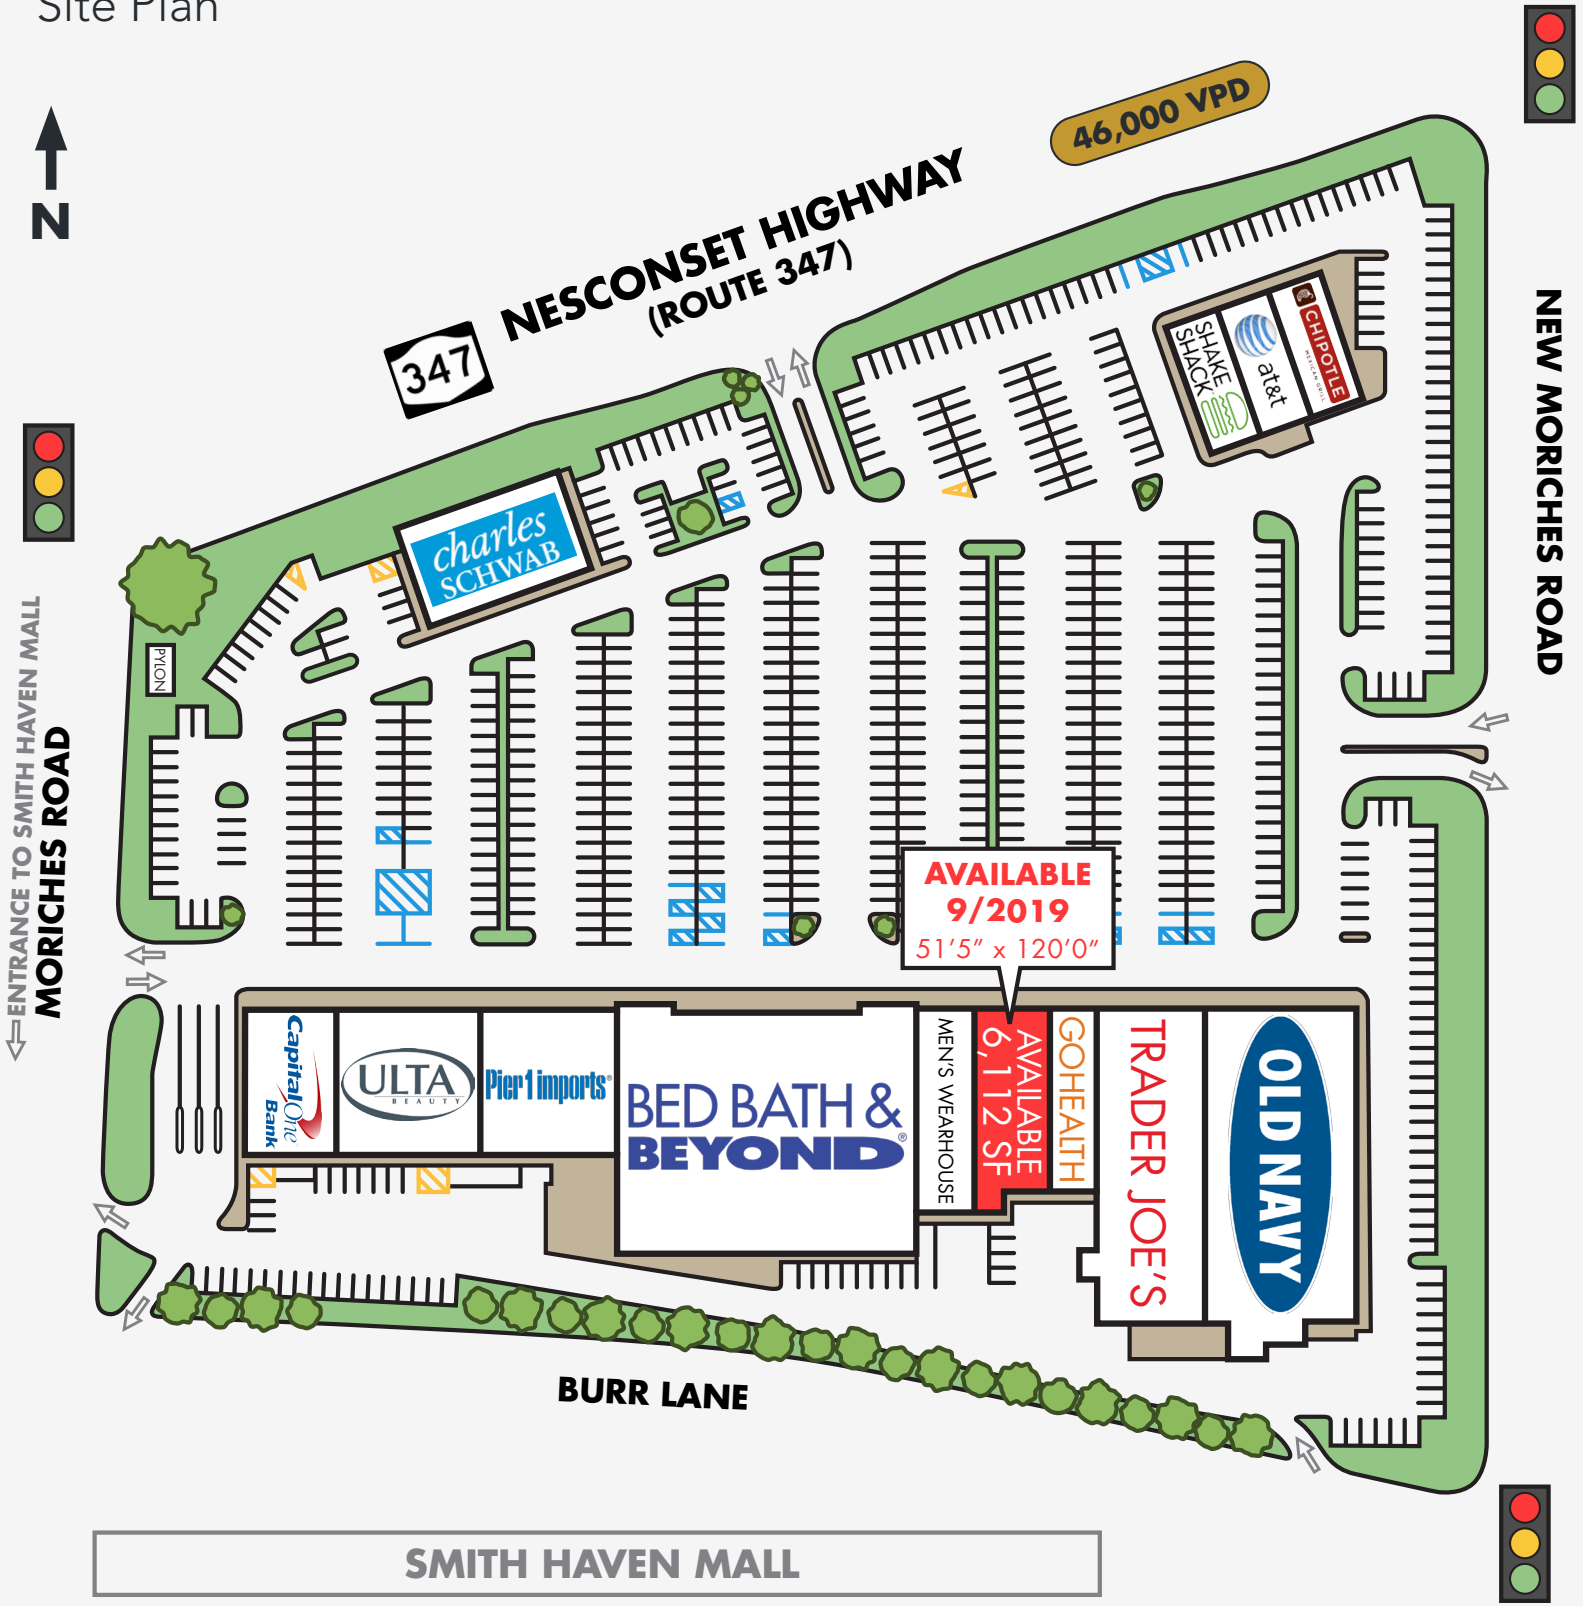 Site Plan
46,000 VPD
N
NESCONSET HIGHWAY
(ROUTE 347)
347
NEW MORICHES ROAD
SHAKE
SHACK
at&t
CHIPOTLE
MEXICAN GRILL
charles
SCHWAB
PYLON
ENTRANCE TO SMITH HAVEN MALL
MORICHES ROAD
AVAILABLE
9/2019
51'5" x 120'0"
CapitalOne
Bank
ULTA
BEAUTY
Pier 1 imports®
BED BATH &
BEYOND®
MEN'S WEARHOUSE
AVAILABLE
6,112 SF
GOHEALTH
TRADER JOE'S
OLD NAVY
BURR LANE
SMITH HAVEN MALL